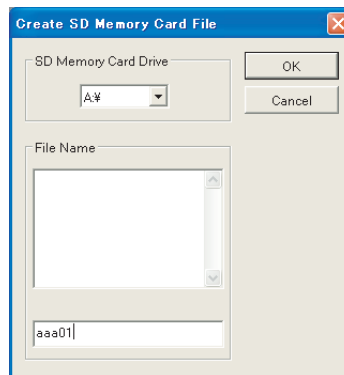 Create SD Memory Card File
SD Memory Card Drive
A:¥
OK
Cancel
File Name
aaa01